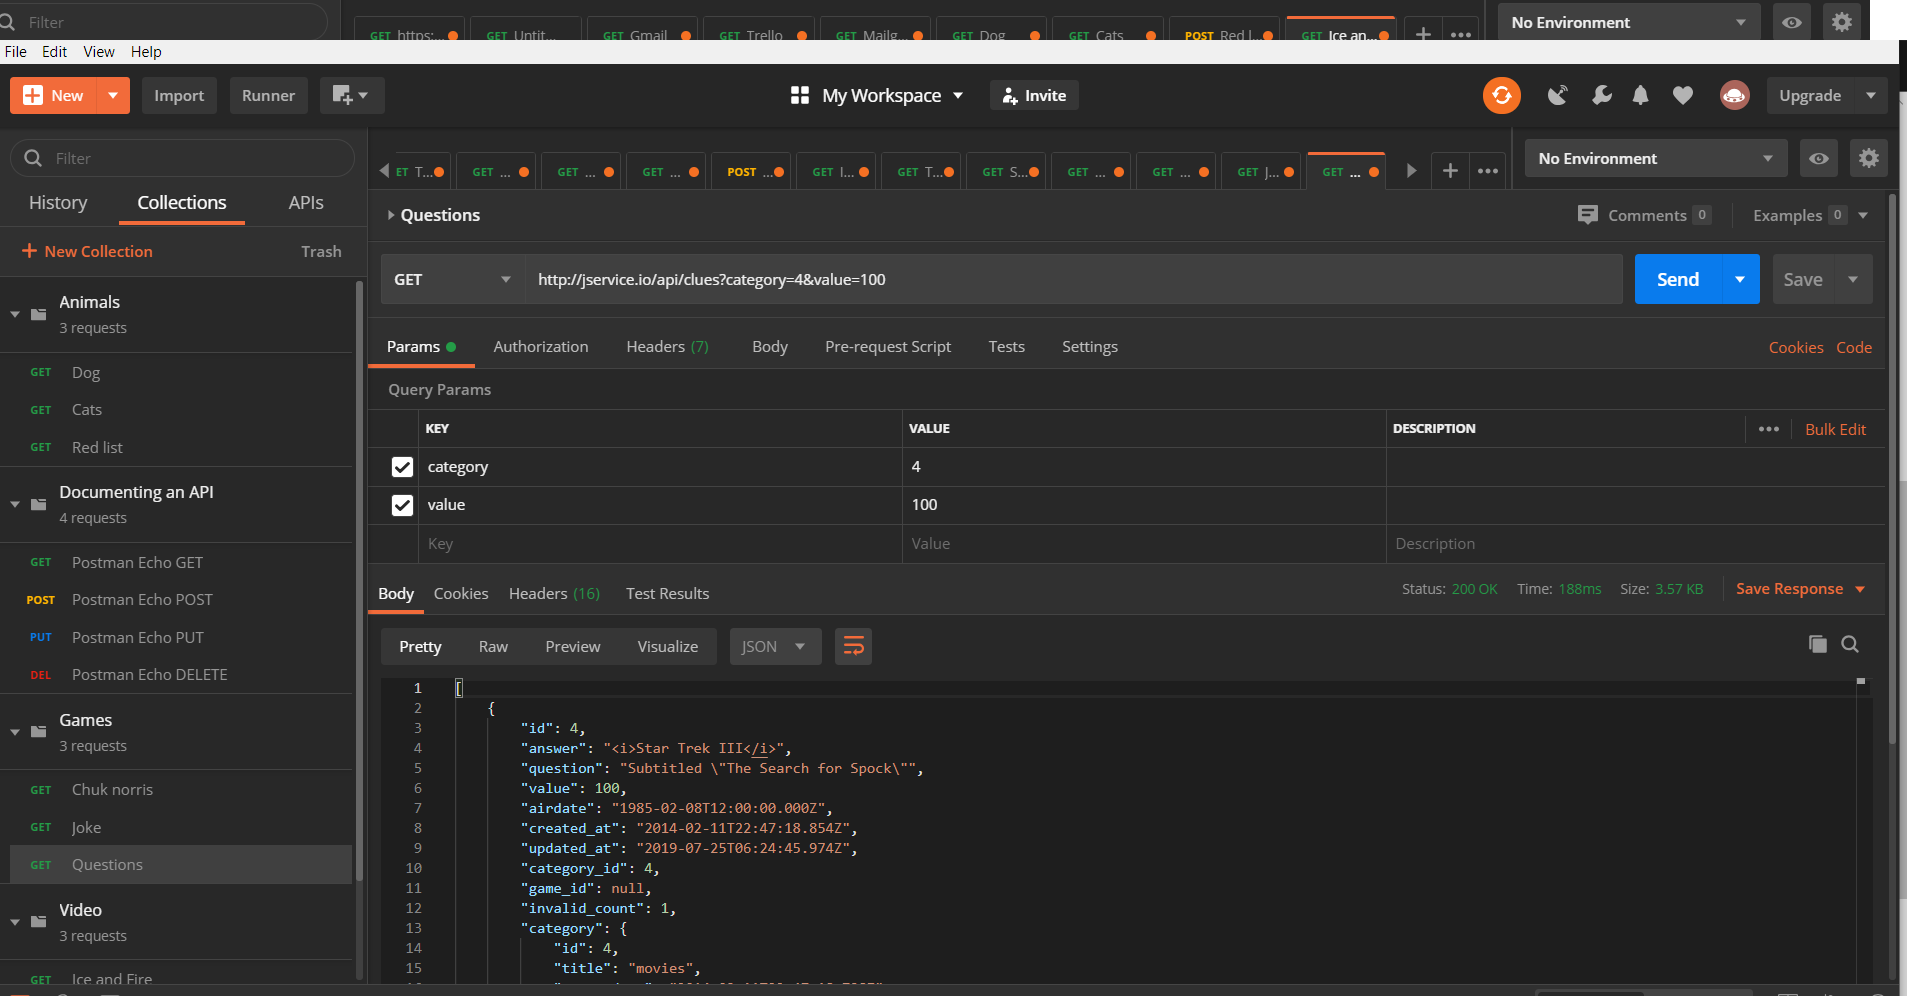 Filter
GET https:... GET Untit... GET Gmail GET Trello GET Mailg... GET Dog GET Cats POST Red l... GET Ice an... No Environment
File Edit View Help
New Import Runner My Workspace Invite Upgrade
Filter
ET T... GET ... GET ... GET ... POST ... GET I... GET T... GET S... GET ... GET ... GET J... GET ... No Environment
History Collections APIs
New Collection Trash
Animals
3 requests
GET Dog
GET Cats
GET Red list
Documenting an API
4 requests
GET Postman Echo GET
POST Postman Echo POST
PUT Postman Echo PUT
DEL Postman Echo DELETE
Games
3 requests
GET Chuk norris
GET Joke
GET Questions
Video
3 requests
GET Ice and Fire
Questions Comments 0 Examples 0
GET http://jservice.io/api/clues?category=4&value=100 Send Save
Params Authorization Headers (7) Body Pre-request Script Tests Settings Cookies Code
Query Params
KEY VALUE DESCRIPTION Bulk Edit
category 4
value 100
Key Value Description
Body Cookies Headers (16) Test Results Status: 200 OK Time: 188ms Size: 3.57 KB Save Response
Pretty Raw Preview Visualize JSON
1 [
2 {
3 "id": 4,
4 "answer": "<i>Star Trek III</i>",
5 "question": "Subtitled \"The Search for Spock\"",
6 "value": 100,
7 "airdate": "1985-02-08T12:00:00.000Z",
8 "created_at": "2014-02-11T22:47:18.854Z",
9 "updated_at": "2019-07-25T06:24:45.974Z",
10 "category_id": 4,
11 "game_id": null,
12 "invalid_count": 1,
13 "category": {
14 "id": 4,
15 "title": "movies",